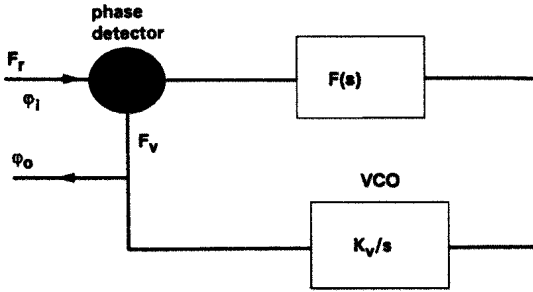 phase
detector
Fr
φi
F(s)
Fv
φo
VCO
Kv/s